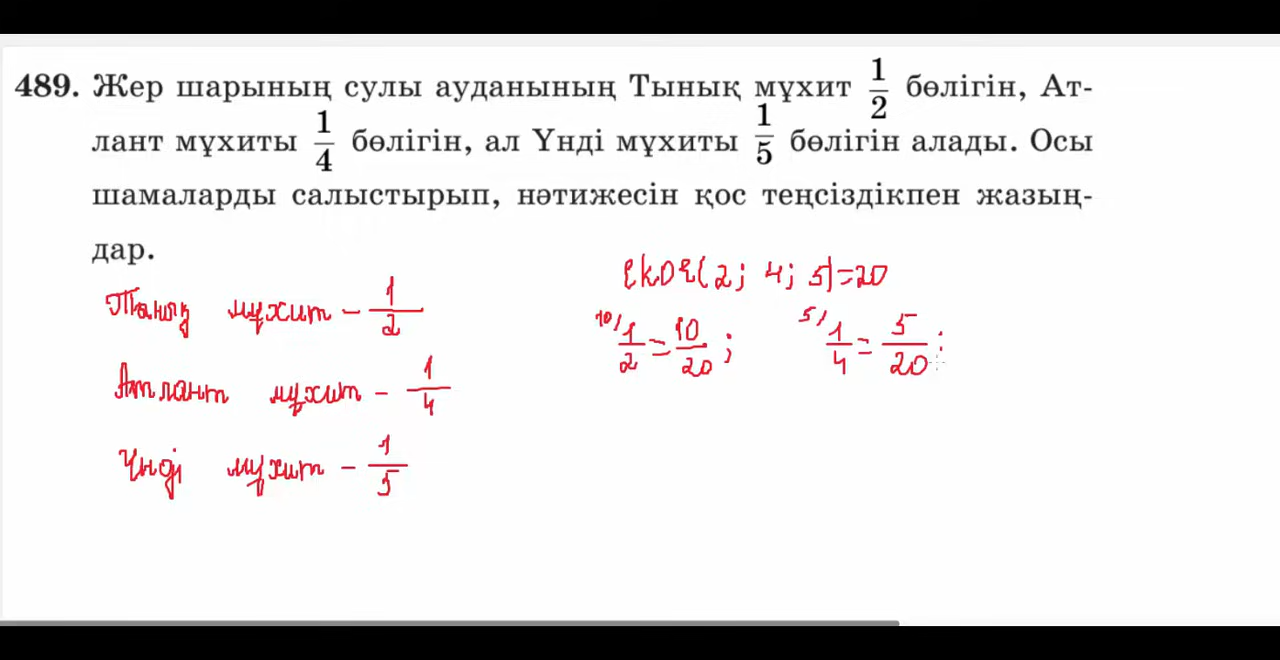 489. Жер шарының сулы ауданының Тынық мұхит 1/2 бөлігін, Ат-
лант мұхиты 1/4 бөлігін, ал Үнді мұхиты 1/5 бөлігін алады. Осы
шамаларды салыстырып, нәтижесін қос теңсіздікпен жазың-
дар.
ЕКОЕ(2; 4; 5)=20
Тынық мұхит - 1/2
10/ 1/2 = 10/20; 5/ 1/4 = 5/20;
Атлант мұхит - 1/4
Үнді мұхит - 1/5